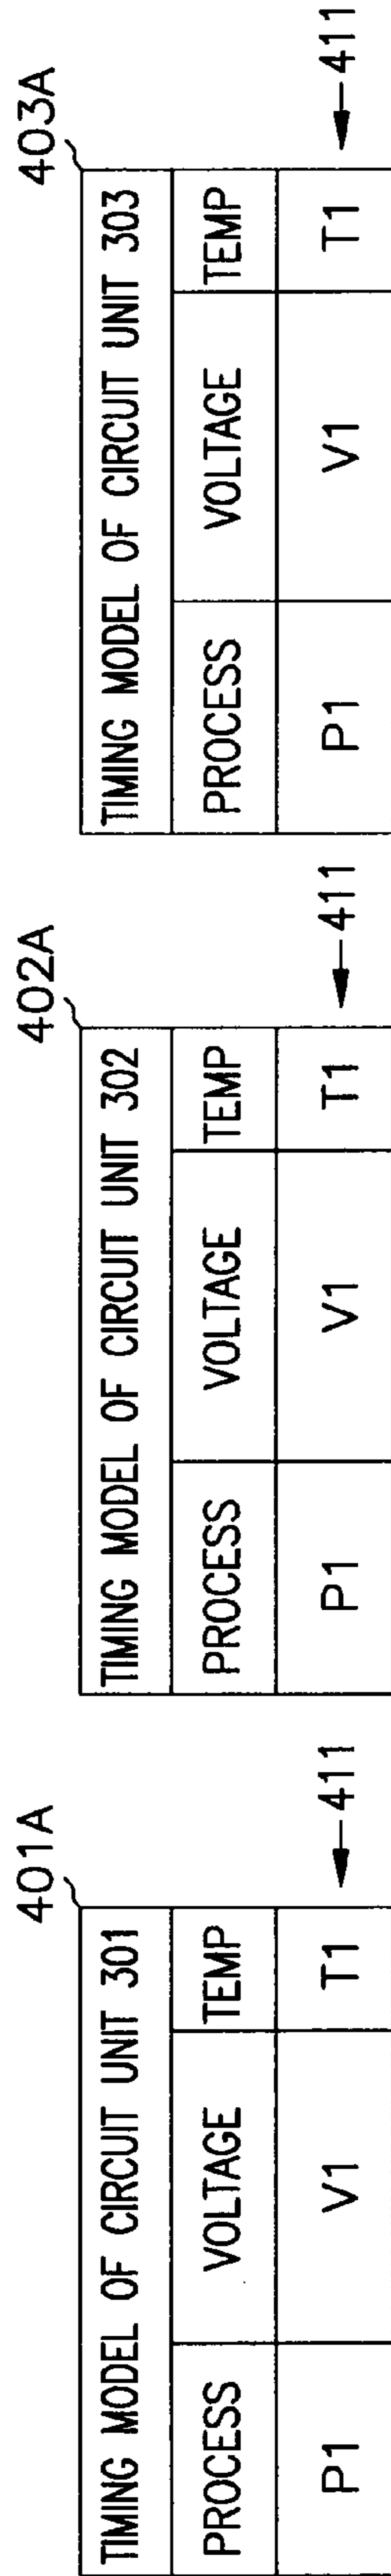 401A
TIMING MODEL OF CIRCUIT UNIT 301
PROCESS VOLTAGE TEMP
P1 V1 T1 411
402A
TIMING MODEL OF CIRCUIT UNIT 302
PROCESS VOLTAGE TEMP
P1 V1 T1 411
403A
TIMING MODEL OF CIRCUIT UNIT 303
PROCESS VOLTAGE TEMP
P1 V1 T1 411